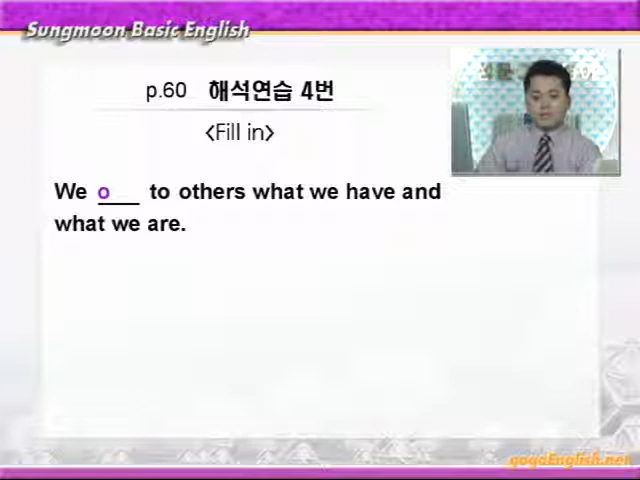 Sungmoon Basic English
p.60 해석연습 4번
<Fill in>
We o___ to others what we have and
what we are.
gogoEnglish.net